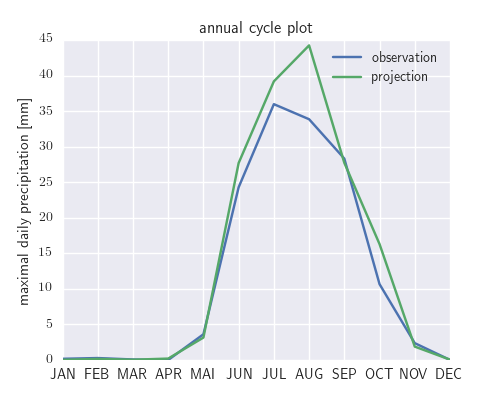 annual cycle plot
maximal daily precipitation [mm]
45
40
35
30
25
20
15
10
5
0
observation
projection
JAN FEB MAR APR MAI JUN JUL AUG SEP OCT NOV DEC